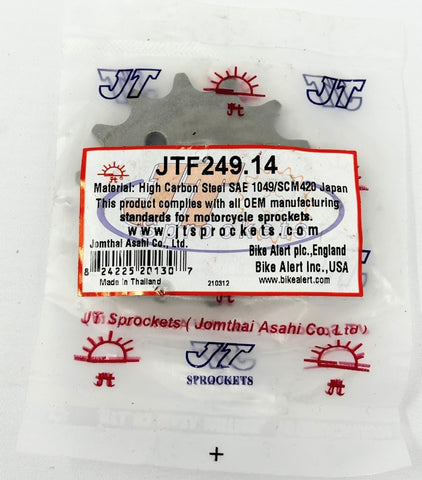 JT
JT
jt
JTF249.14
Material: High Carbon Steel SAE 1049/SCM420 Japan
This product complies with all OEM manufacturing
standards for motorcycle sprockets.
www.jtsprockets.com
Jomthai Asahi Co., Ltd.
Bike Alert plc.,England
8 24225 20130 7
Bike Alert Inc.,USA
Made in Thailand
210312
www.bikealert.com
JT Sprockets ( Jomthai Asahi Co., Ltd.)
jt
JT
SPROCKETS
jt
+